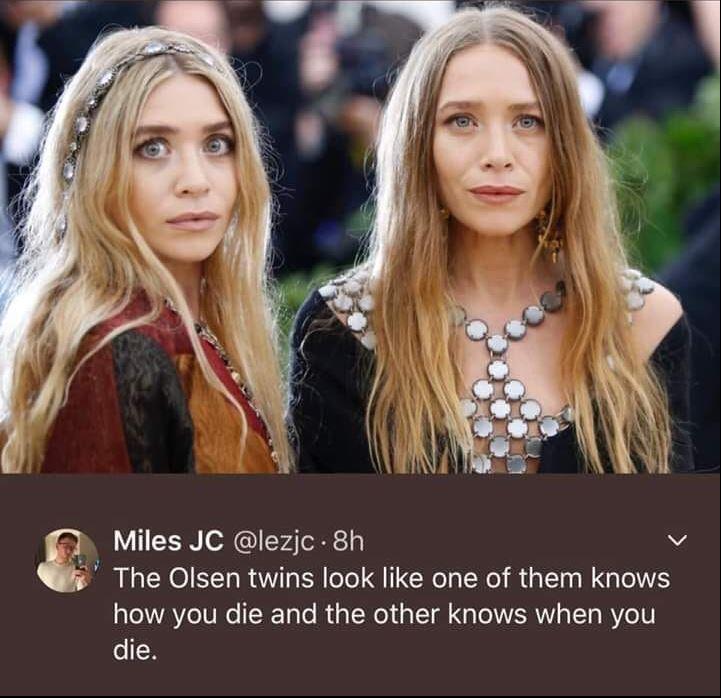 Miles JC @lezjc · 8h
The Olsen twins look like one of them knows
how you die and the other knows when you
die.